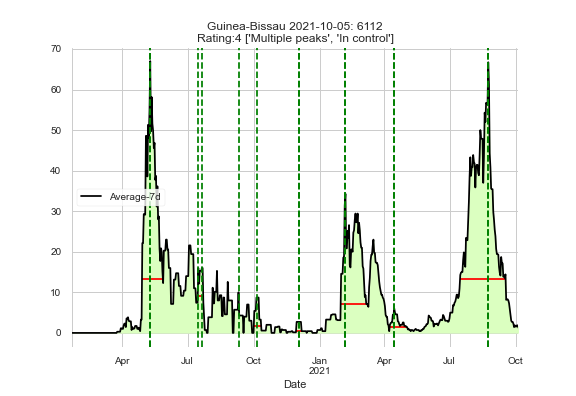 Guinea-Bissau 2021-10-05: 6112
Rating:4 ['Multiple peaks', 'In control']
70
60
50
40
30
20
10
0
Average-7d
Apr
Jul
Oct
Jan
2021
Apr
Jul
Oct
Date